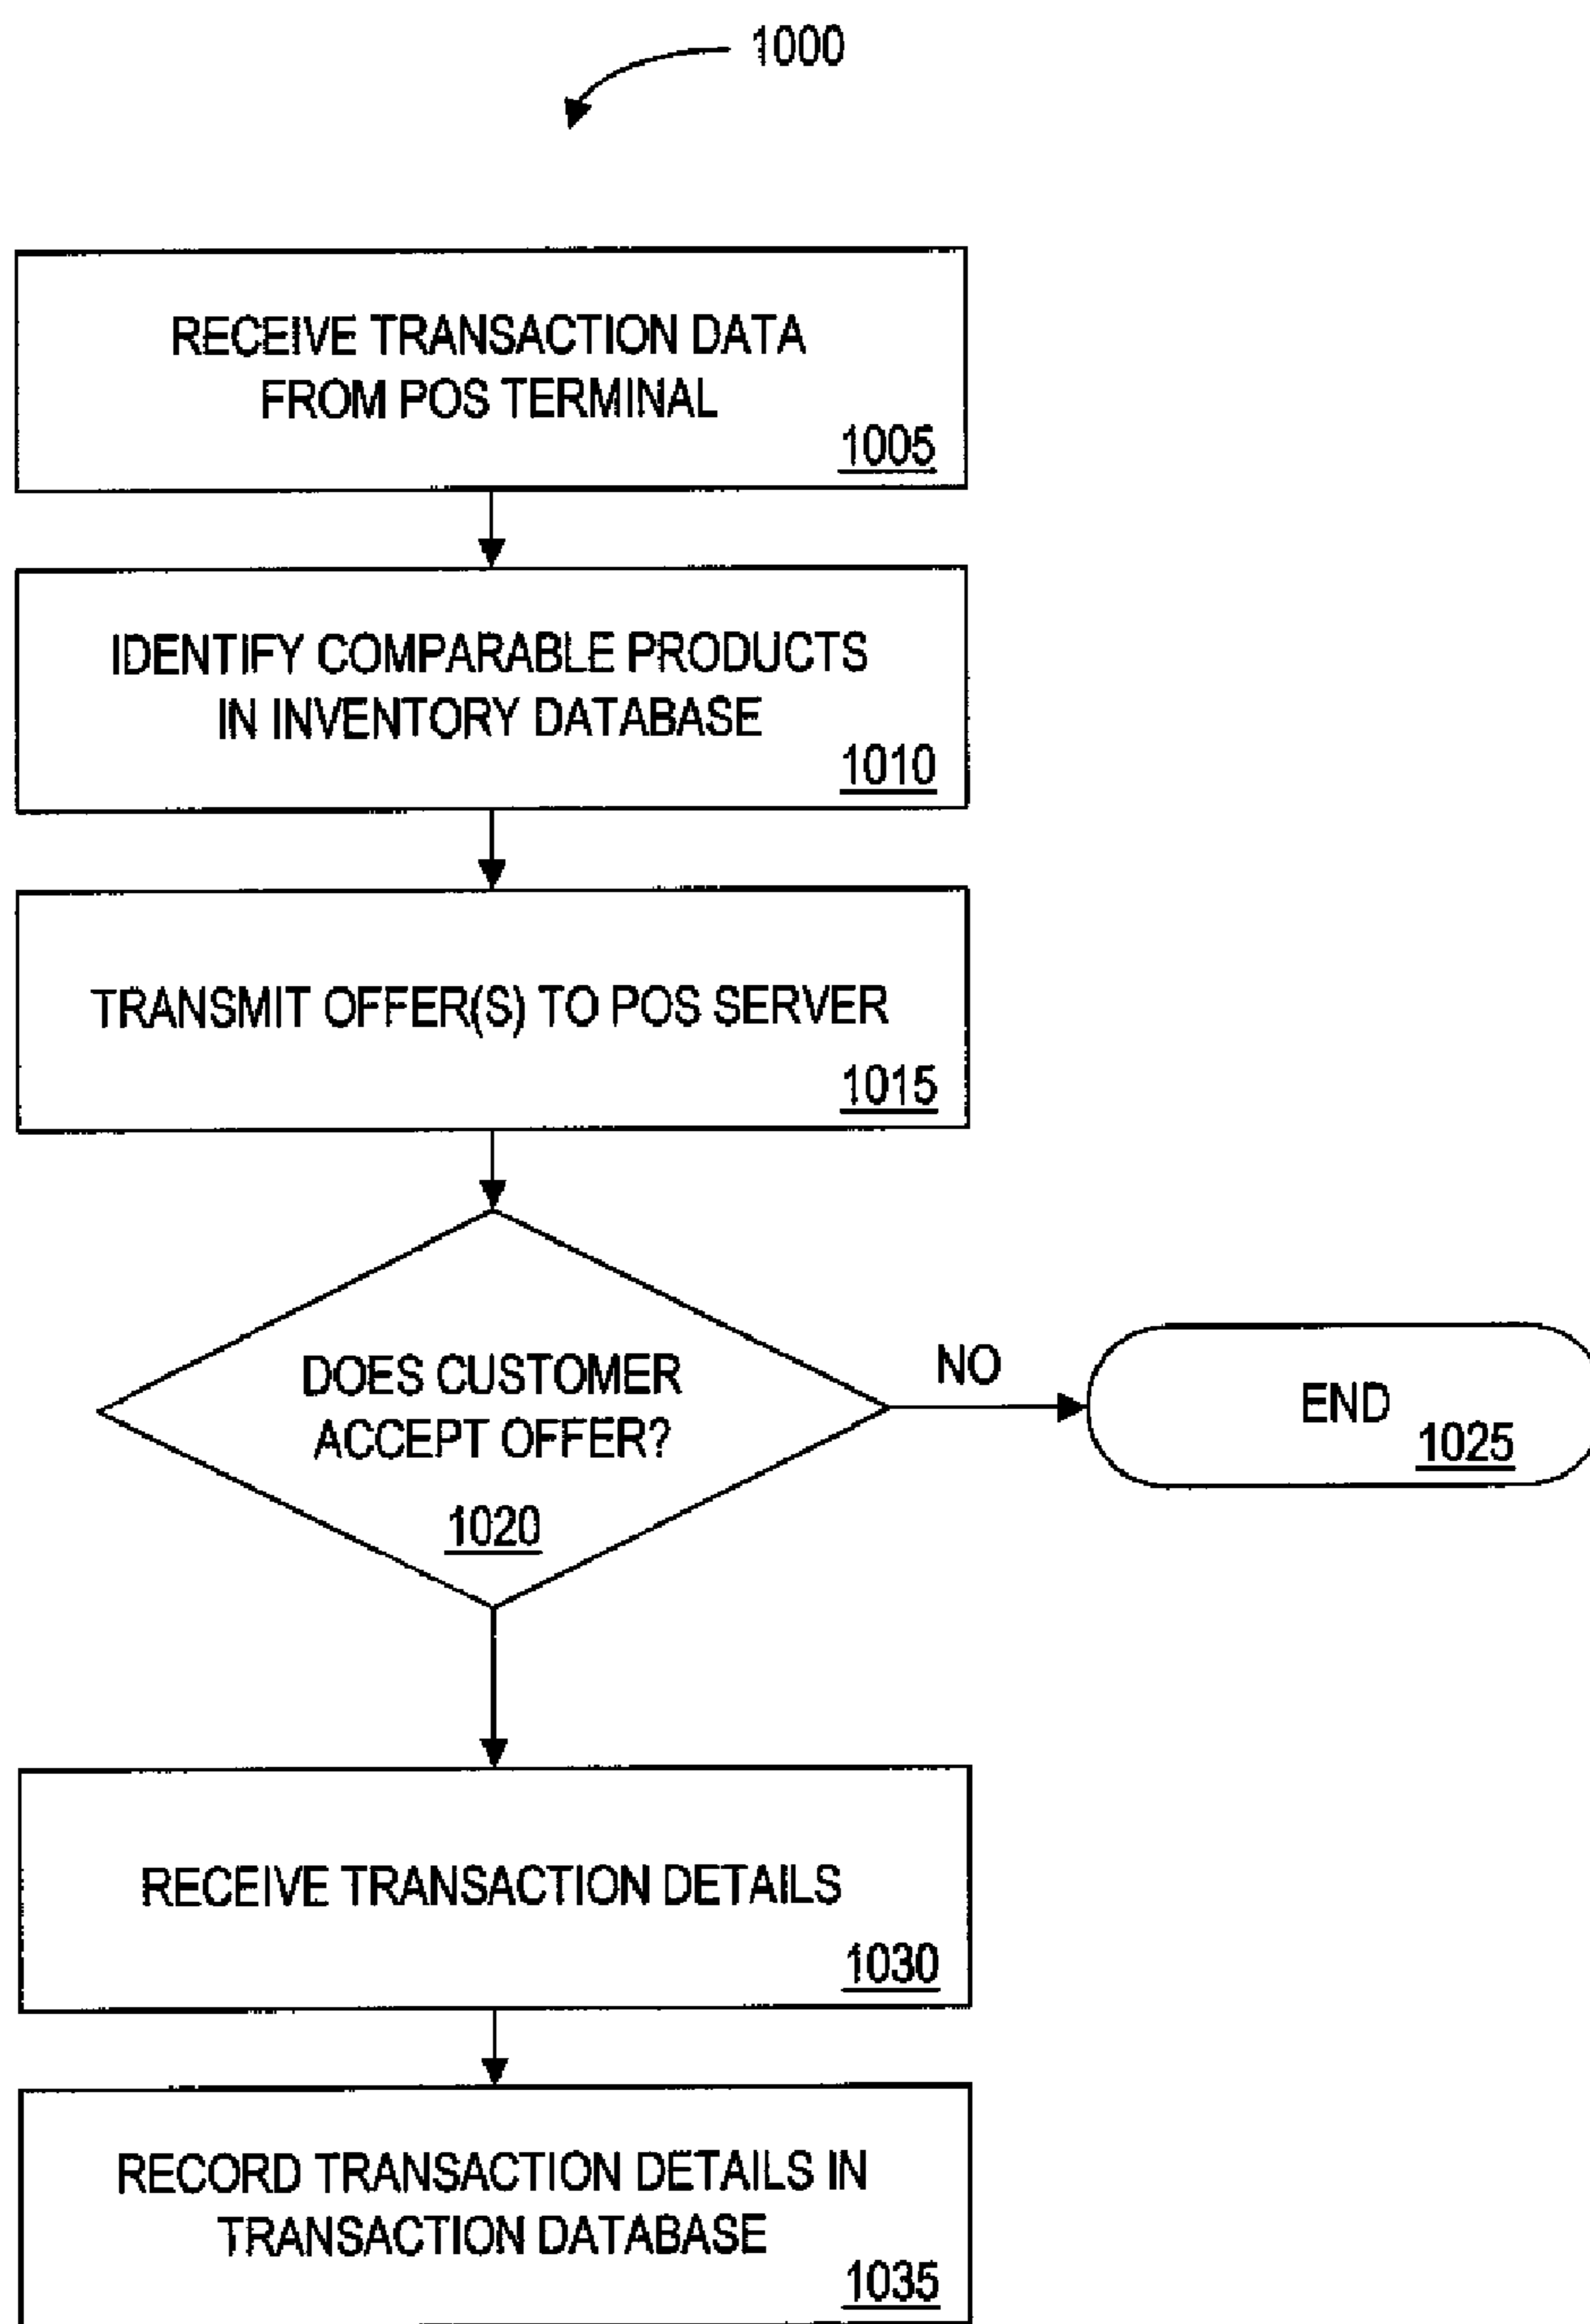 1000
RECEIVE TRANSACTION DATA
FROM POS TERMINAL
1005
IDENTIFY COMPARABLE PRODUCTS
IN INVENTORY DATABASE
1010
TRANSMIT OFFER(S) TO POS SERVER
1015
DOES CUSTOMER
ACCEPT OFFER?
1020
NO
END
1025
RECEIVE TRANSACTION DETAILS
1030
RECORD TRANSACTION DETAILS IN
TRANSACTION DATABASE
1035